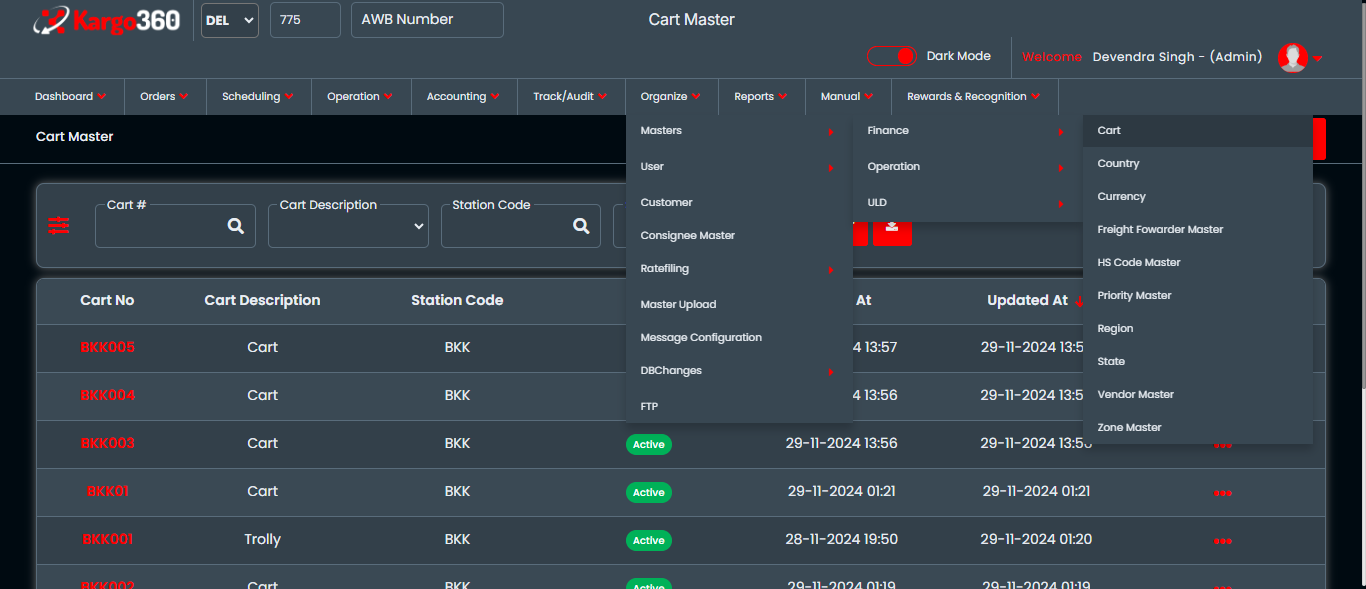 Kargo360 DEL 775 AWB Number Cart Master
Dark Mode Welcome Devendra Singh - (Admin)
Dashboard Orders Scheduling Operation Accounting Track/Audit Organize Reports Manual Rewards & Recognition
Cart Master Masters Finance Cart
User Operation Country
Customer ULD Currency
Cart # Cart Description Station Code
Consignee Master Freight Fowarder Master
Ratefiling HS Code Master
Master Upload Priority Master
Cart No Cart Description Station Code At Updated At
Message Configuration Region
BKK005 Cart BKK 4 13:57 29-11-2024 13:5
DBChanges State
BKK004 Cart BKK 4 13:56 29-11-2024 13:5
FTP Vendor Master
Zone Master
BKK003 Cart BKK Active 29-11-2024 13:56 29-11-2024 13:56
BKK01 Cart BKK Active 29-11-2024 01:21 29-11-2024 01:21
BKK001 Trolly BKK Active 28-11-2024 19:50 29-11-2024 01:20
BKK002 Cart BKK Active 29-11-2024 01:19 29-11-2024 01:19